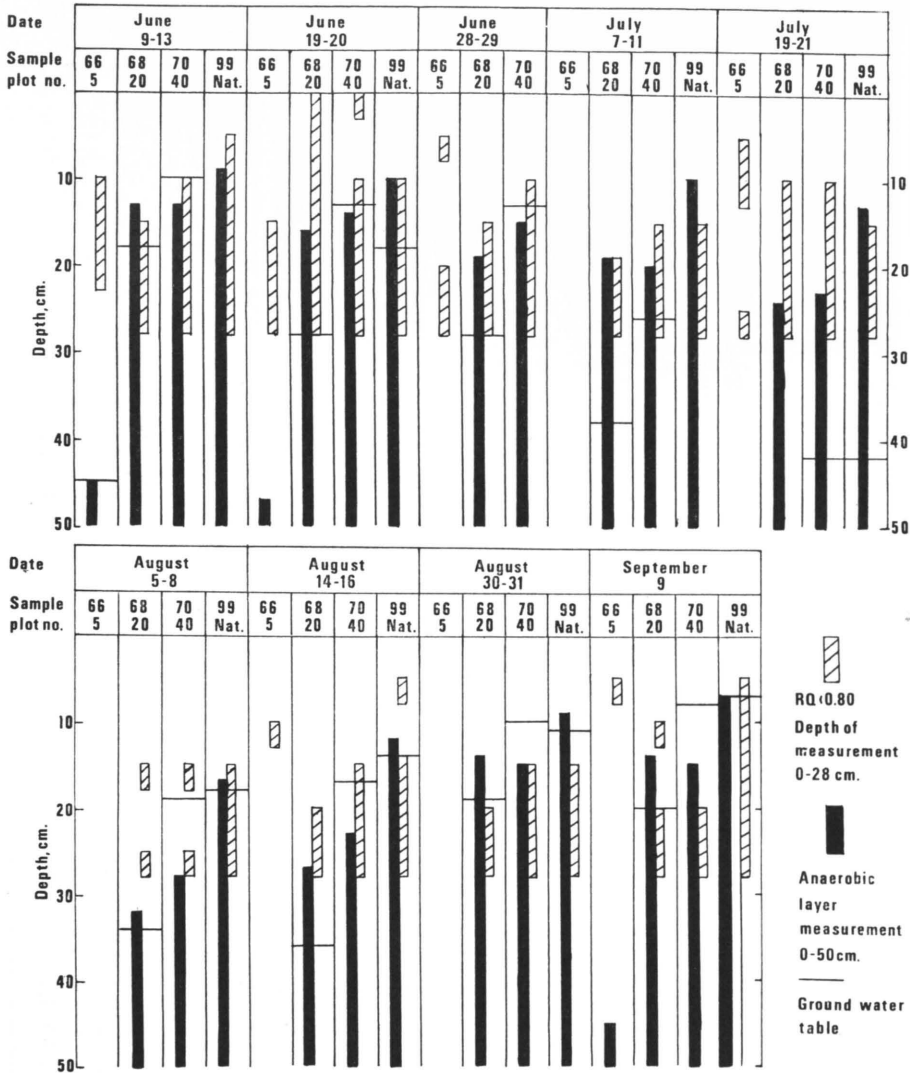 Date June 9-13 June 19-20 June 28-29 July 7-11 July 19-21
Sample plot no. 66 5 68 20 70 40 99 Nat. 66 5 68 20 70 40 99 Nat. 66 5 68 20 70 40 99 Nat. 66 5 68 20 70 40 99 Nat. 66 5 68 20 70 40 99 Nat.
Depth, cm.
10 10
20 20
30 30
40 40
50 50
Dạte August 5-8 August 14-16 August 30-31 September 9
Sample plot no. 66 5 68 20 70 40 99 Nat. 66 5 68 20 70 40 99 Nat. 66 5 68 20 70 40 99 Nat. 66 5 68 20 70 40 99 Nat.
Depth, cm.
10
20
30
40
50
RQ‹0.80
Depth of
measurement
0-28 cm.
Anaerobic
layer
measurement
0-50cm.
Ground water
table